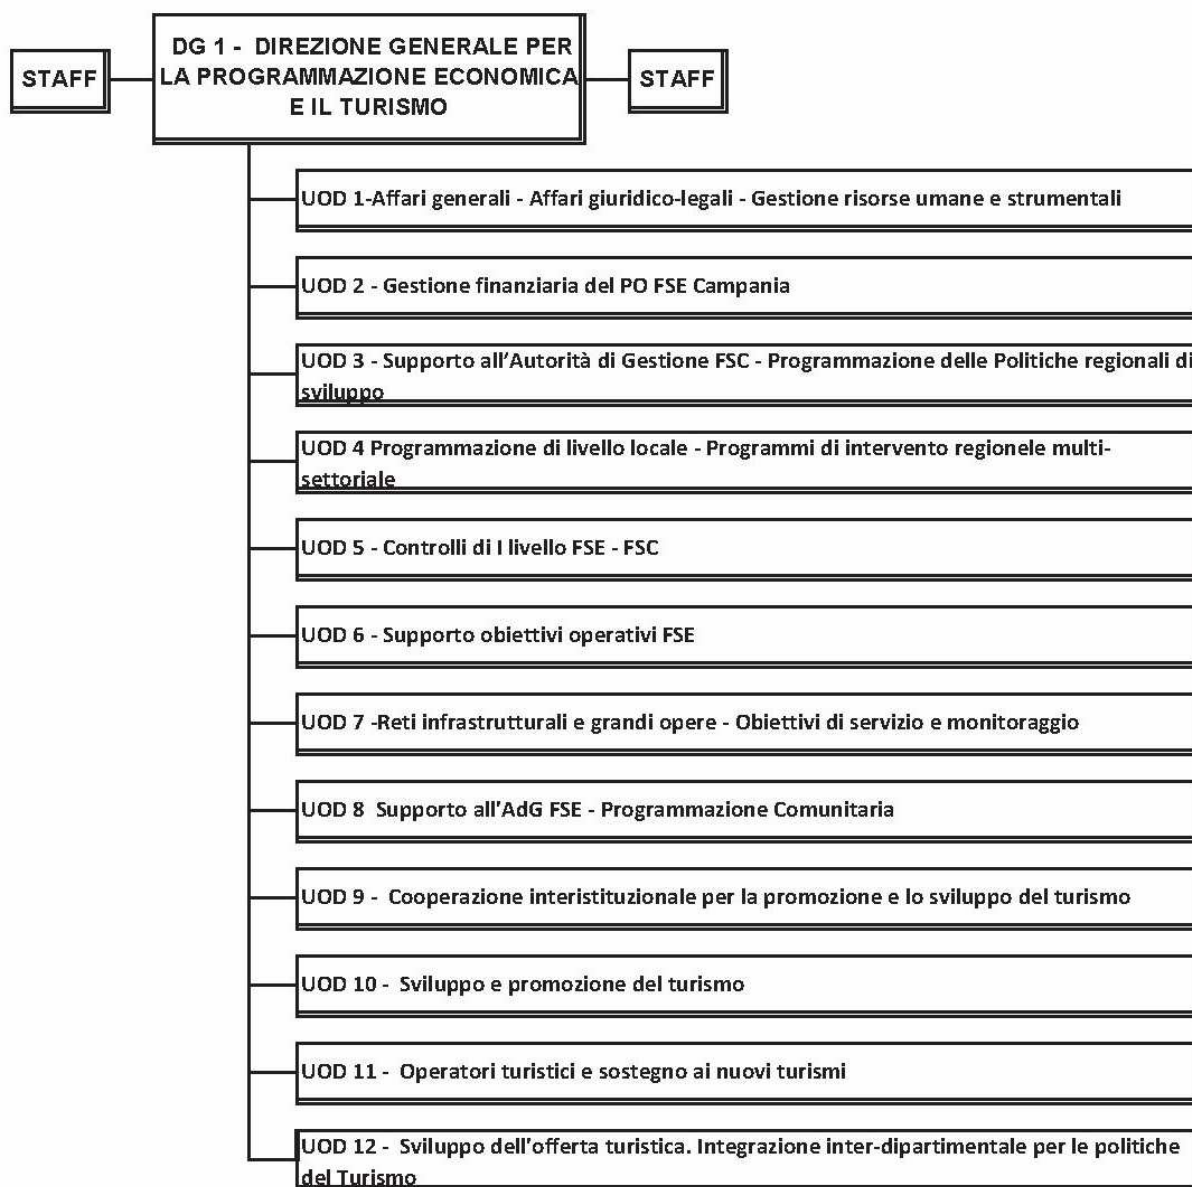 STAFF
DG 1 - DIREZIONE GENERALE PER
LA PROGRAMMAZIONE ECONOMICA
E IL TURISMO
STAFF
UOD 1-Affari generali - Affari giuridico-legali - Gestione risorse umane e strumentali
UOD 2 - Gestione finanziaria del PO FSE Campania
UOD 3 - Supporto all'Autorità di Gestione FSC - Programmazione delle Politiche regionali di
sviluppo
UOD 4 Programmazione di livello locale - Programmi di intervento regionele multi-
settoriale
UOD 5 - Controlli di I livello FSE - FSC
UOD 6 - Supporto obiettivi operativi FSE
UOD 7 -Reti infrastrutturali e grandi opere - Obiettivi di servizio e monitoraggio
UOD 8  Supporto all'AdG FSE - Programmazione Comunitaria
UOD 9 -  Cooperazione interistituzionale per la promozione e lo sviluppo del turismo
UOD 10 -  Sviluppo e promozione del turismo
UOD 11 -  Operatori turistici e sostegno ai nuovi turismi
UOD 12 -  Sviluppo dell'offerta turistica. Integrazione inter-dipartimentale per le politiche
del Turismo